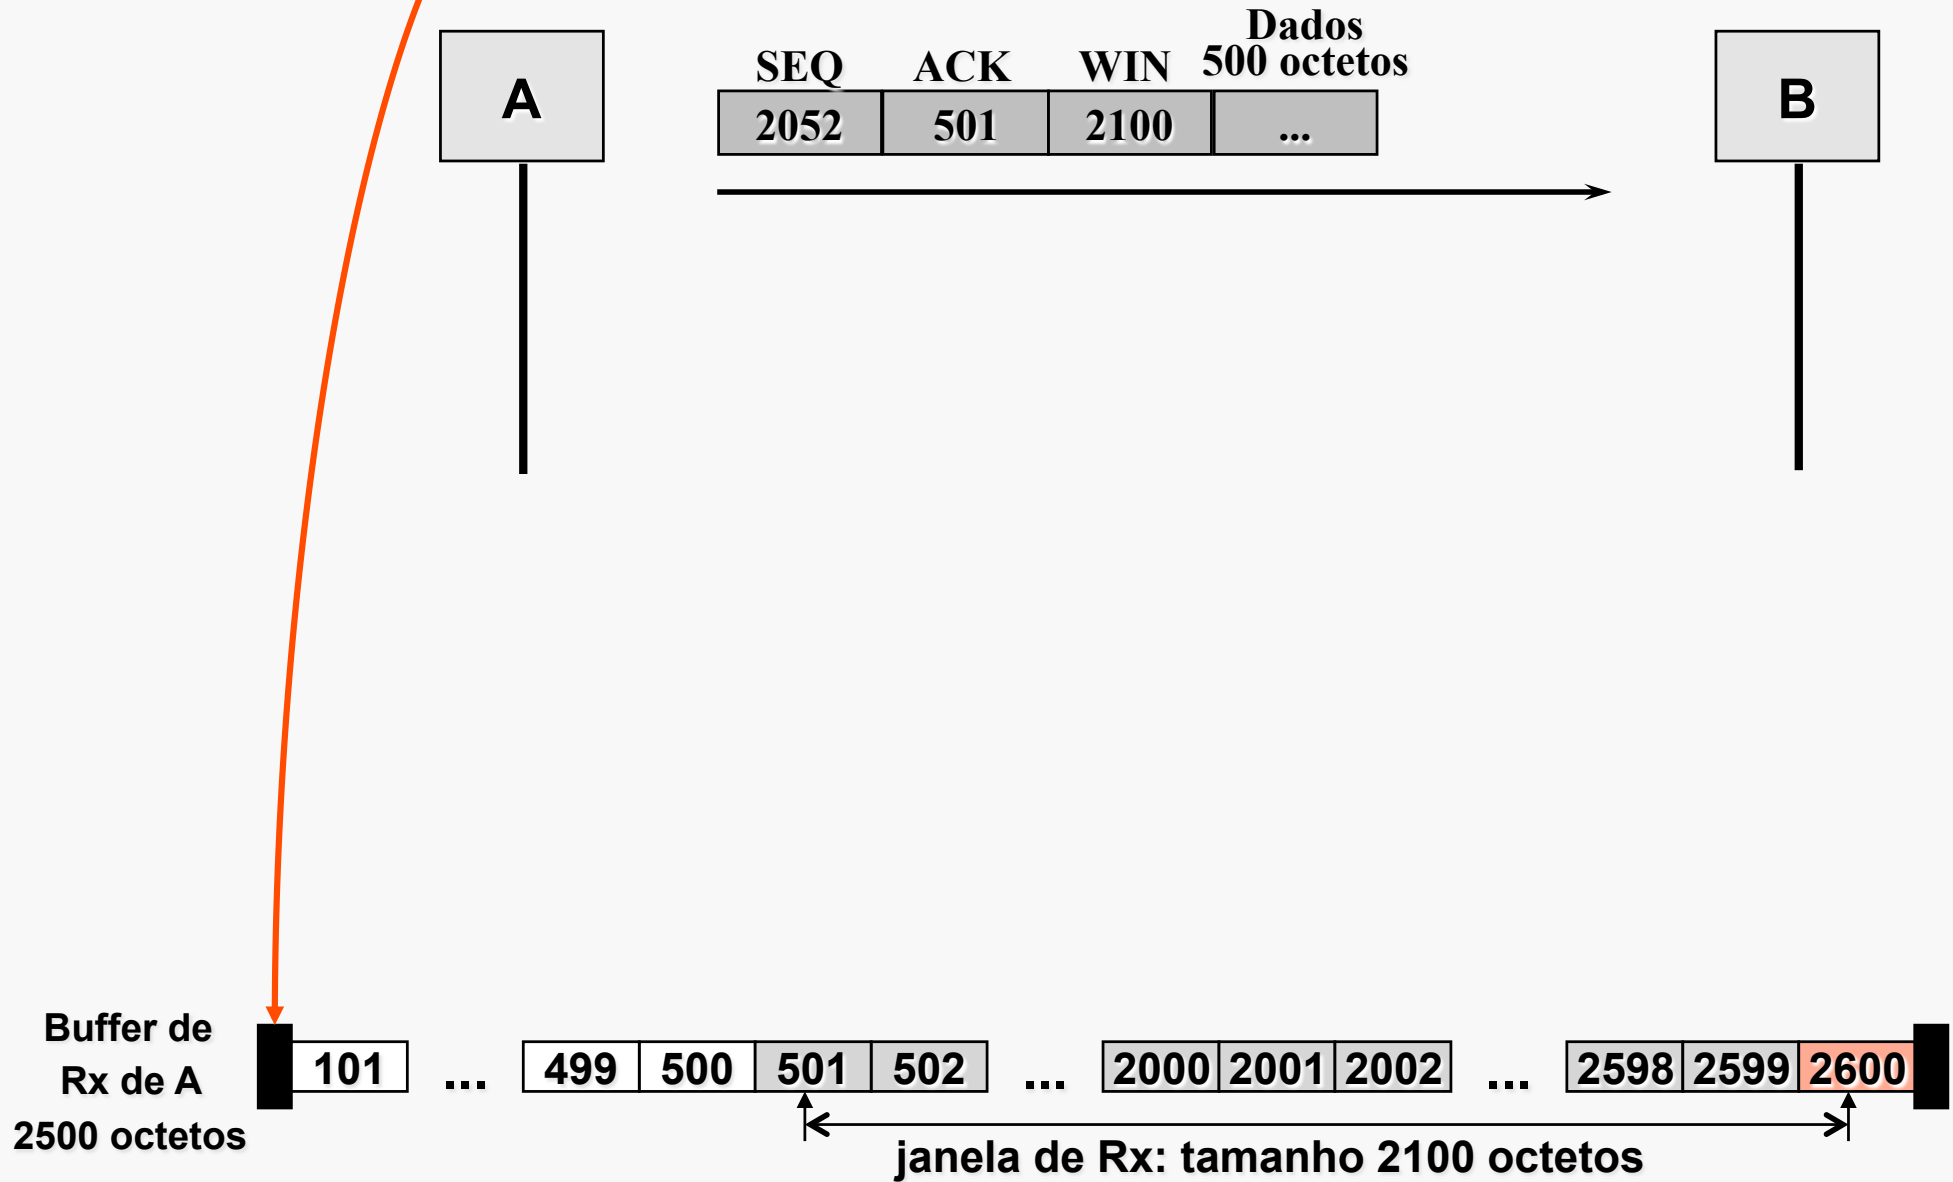 Dados
SEQ ACK WIN 500 octetos
A 2052 501 2100 ... B
Buffer de
Rx de A
2500 octetos
101 ... 499 500 501 502 ... 2000 2001 2002 ... 2598 2599 2600
janela de Rx: tamanho 2100 octetos